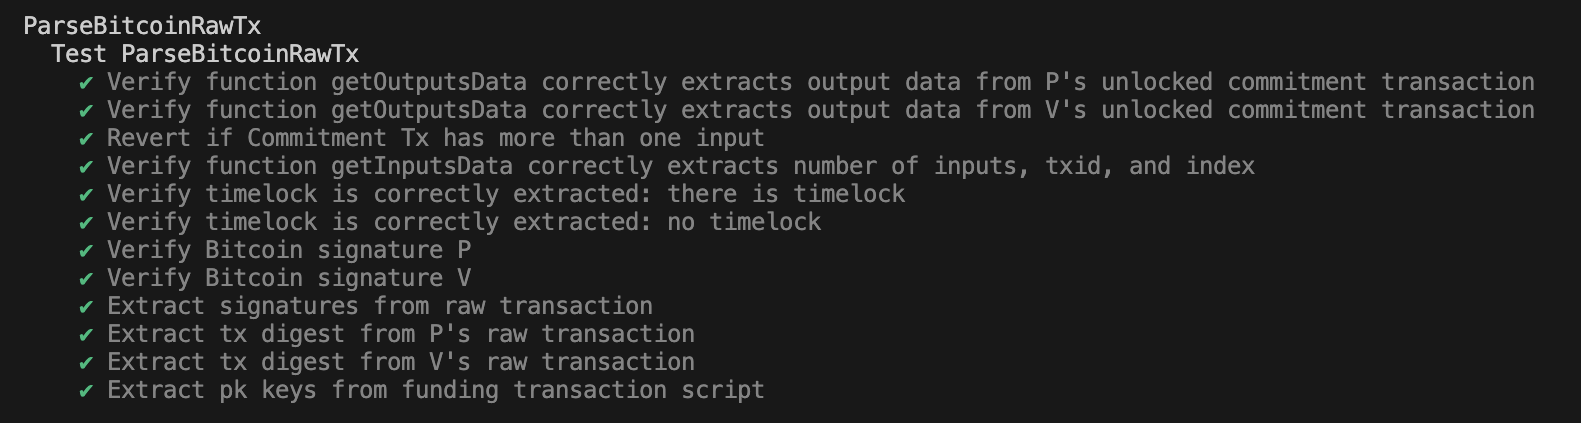 ParseBitcoinRawTx
Test ParseBitcoinRawTx
✔ Verify function getOutputsData correctly extracts output data from P's unlocked commitment transaction
✔ Verify function getOutputsData correctly extracts output data from V's unlocked commitment transaction
✔ Revert if Commitment Tx has more than one input
✔ Verify function getInputsData correctly extracts number of inputs, txid, and index
✔ Verify timelock is correctly extracted: there is timelock
✔ Verify timelock is correctly extracted: no timelock
✔ Verify Bitcoin signature P
✔ Verify Bitcoin signature V
✔ Extract signatures from raw transaction
✔ Extract tx digest from P's raw transaction
✔ Extract tx digest from V's raw transaction
✔ Extract pk keys from funding transaction script